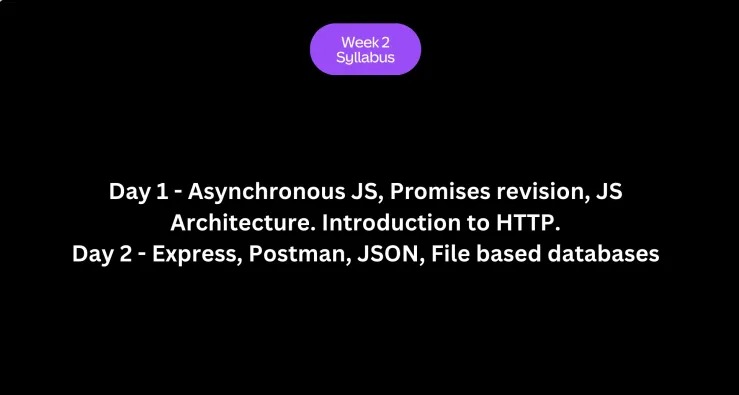 Week 2
Syllabus
Day 1 - Asynchronous JS, Promises revision, JS
Architecture. Introduction to HTTP.
Day 2 - Express, Postman, JSON, File based databases